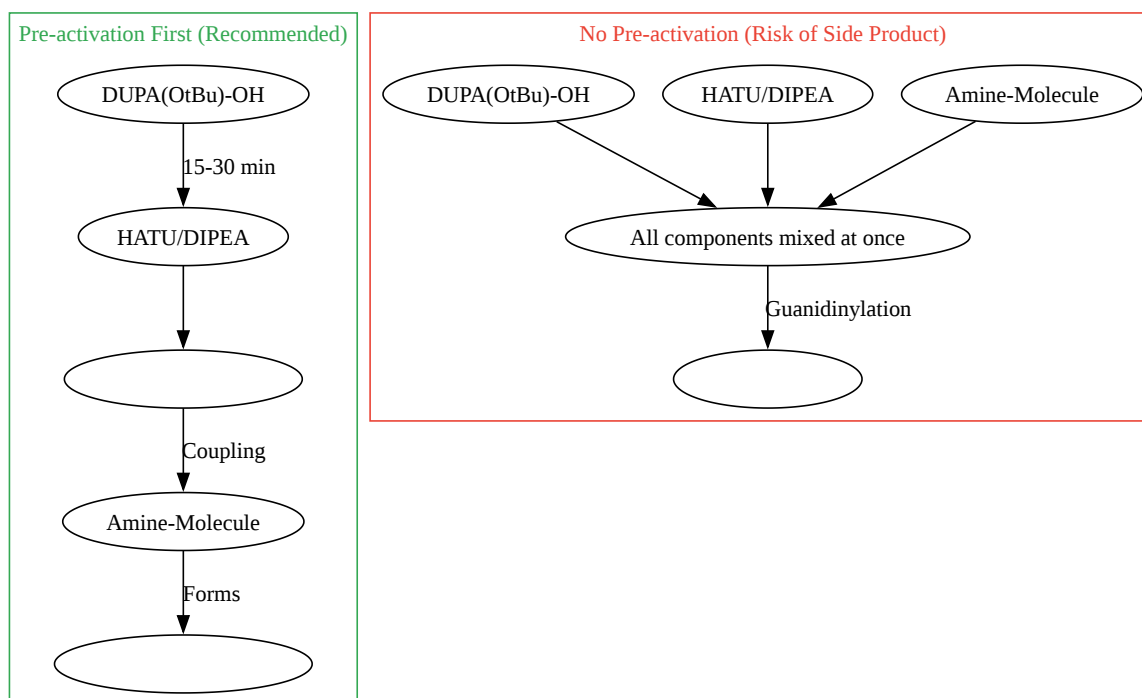 Pre-activation First (Recommended)
DUPA(OtBu)-OH
15-30 min
HATU/DIPEA
Coupling
Amine-Molecule
Forms
No Pre-activation (Risk of Side Product)
DUPA(OtBu)-OH
HATU/DIPEA
Amine-Molecule
All components mixed at once
Guanidinylation